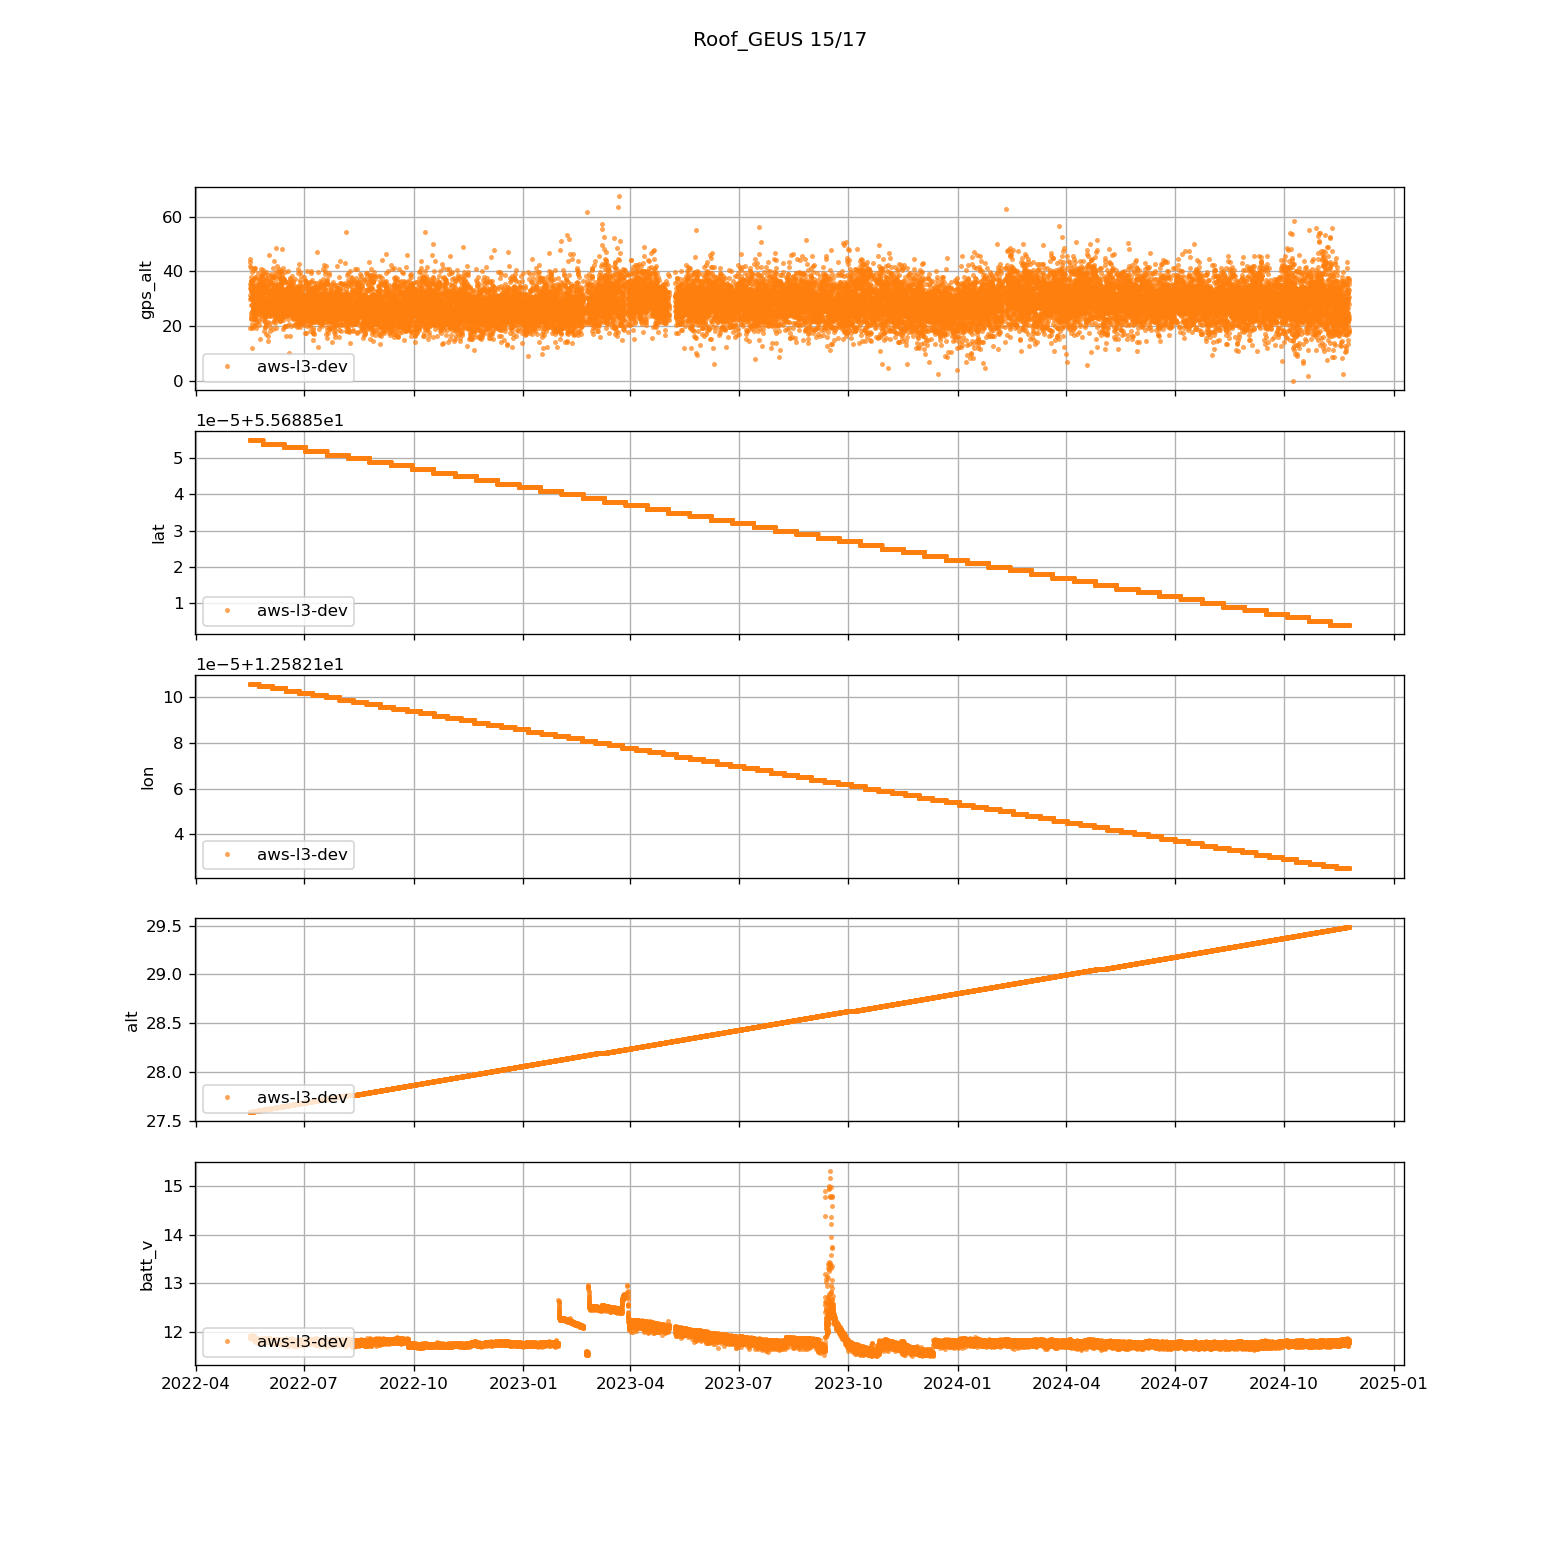 Roof_GEUS 15/17
60
40
20
0
gps_alt
aws-l3-dev
1e−5+5.56885e1
5
4
3
2
1
lat
aws-l3-dev
1e−5+1.25821e1
10
8
6
4
lon
aws-l3-dev
29.5
29.0
28.5
28.0
27.5
alt
aws-l3-dev
15
14
13
12
batt_v
aws-l3-dev
2022-04 2022-07 2022-10 2023-01 2023-04 2023-07 2023-10 2024-01 2024-04 2024-07 2024-10 2025-01